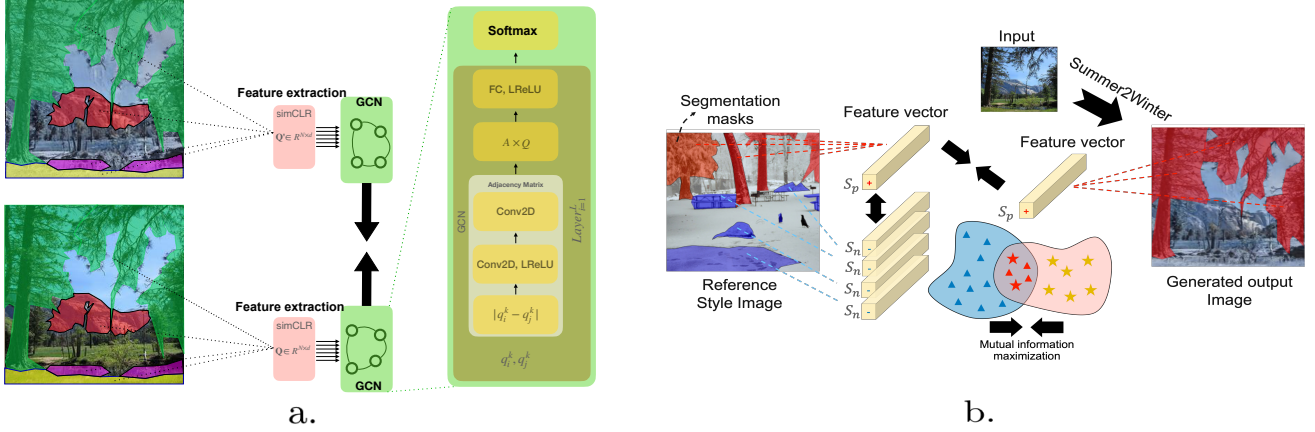 Feature extraction
simCLR
Q'∈ R^{Nxd}
GCN
Feature extraction
simCLR
Q∈ R^{Nxd}
GCN
Softmax
FC, LReLU
A × Q
Adjacency Matrix
Conv2D
Conv2D, LReLU
|q_i^k − q_j^k|
GCN
Layer_{i=1}^L
q_i^k, q_j^k
a.
Input
Summer2Winter
Segmentation
masks
Feature vector
+
S_p
S_n
-
S_n
-
S_n
-
S_n
-
Reference
Style Image
Feature vector
S_p
+
Mutual information
maximization
Generated output
Image
b.